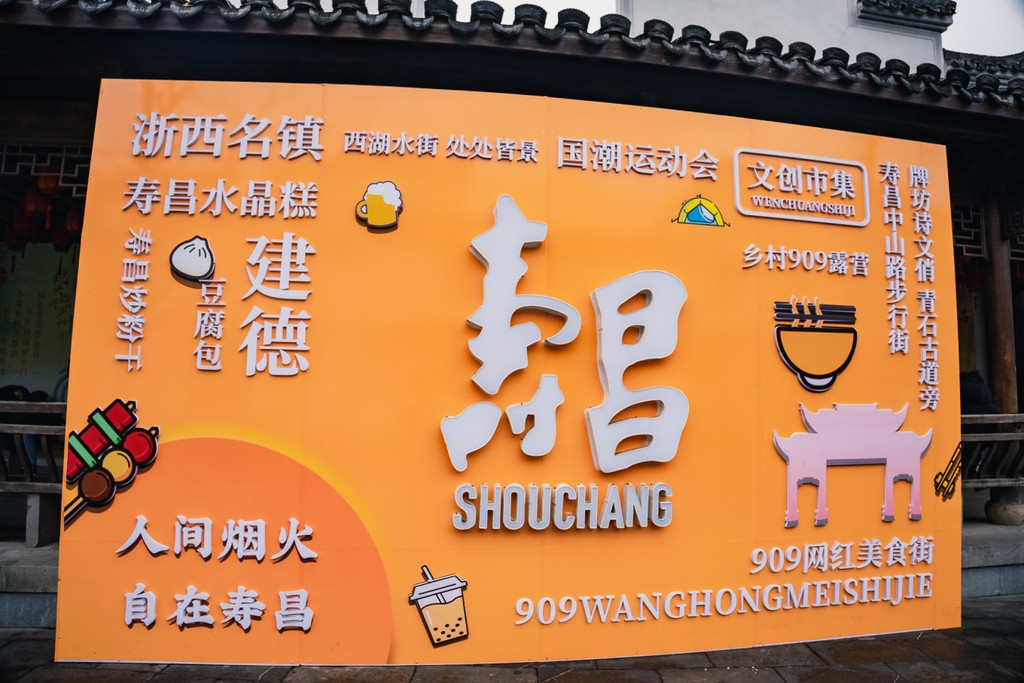 浙西名镇
西湖水街 处处皆景
国潮运动会
文创市集
WENCHUANGSHIJI
牌坊诗文俏 青石古道旁
寿昌中山路步行街
寿昌水晶糕
乡村909露营
建德
豆腐包
寿昌炒粉干
寿昌
SHOUCHANG
人间烟火
自在寿昌
909网红美食街
909WANGHONGMEISHIJIE